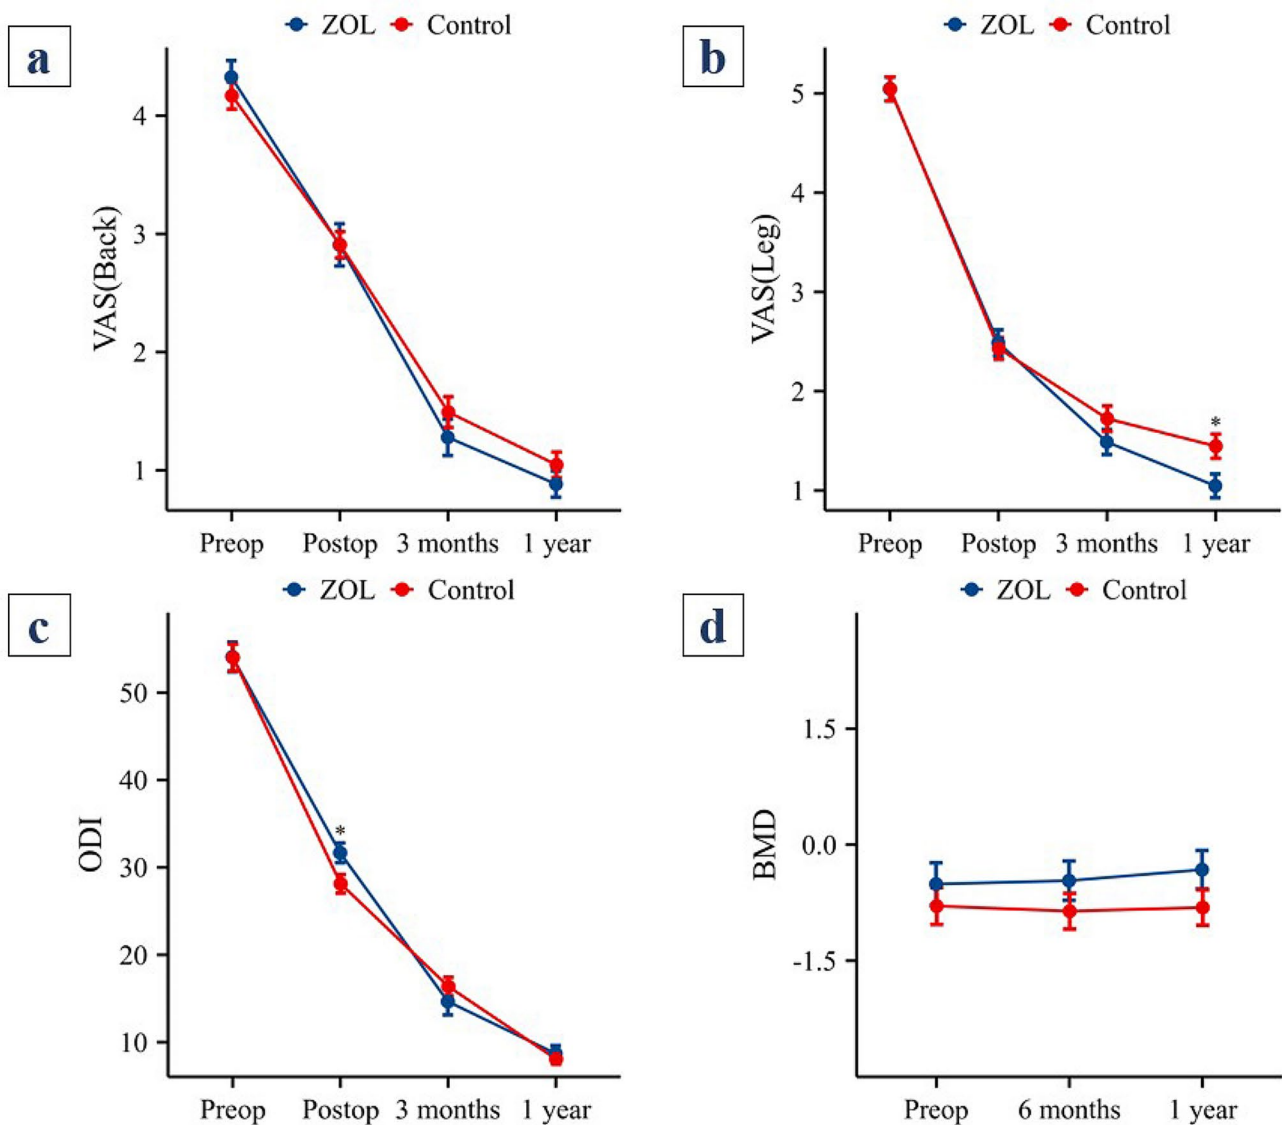 a
ZOL Control
VAS(Back)
4
3
2
1
Preop Postop 3 months 1 year
b
ZOL Control
VAS(Leg)
5
4
3
2
1
*
Preop Postop 3 months 1 year
c
ZOL Control
ODI
50
40
30
20
10
*
Preop Postop 3 months 1 year
d
ZOL Control
BMD
1.5
0.0
-1.5
Preop 6 months 1 year